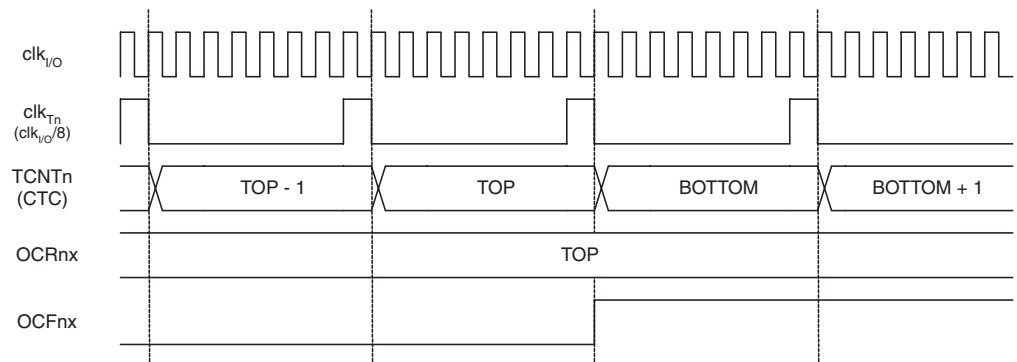 clkI/O
clkTn
(clkI/O/8)
TCNTn
(CTC)
TOP - 1
TOP
BOTTOM
BOTTOM + 1
OCRnx
TOP
OCFnx